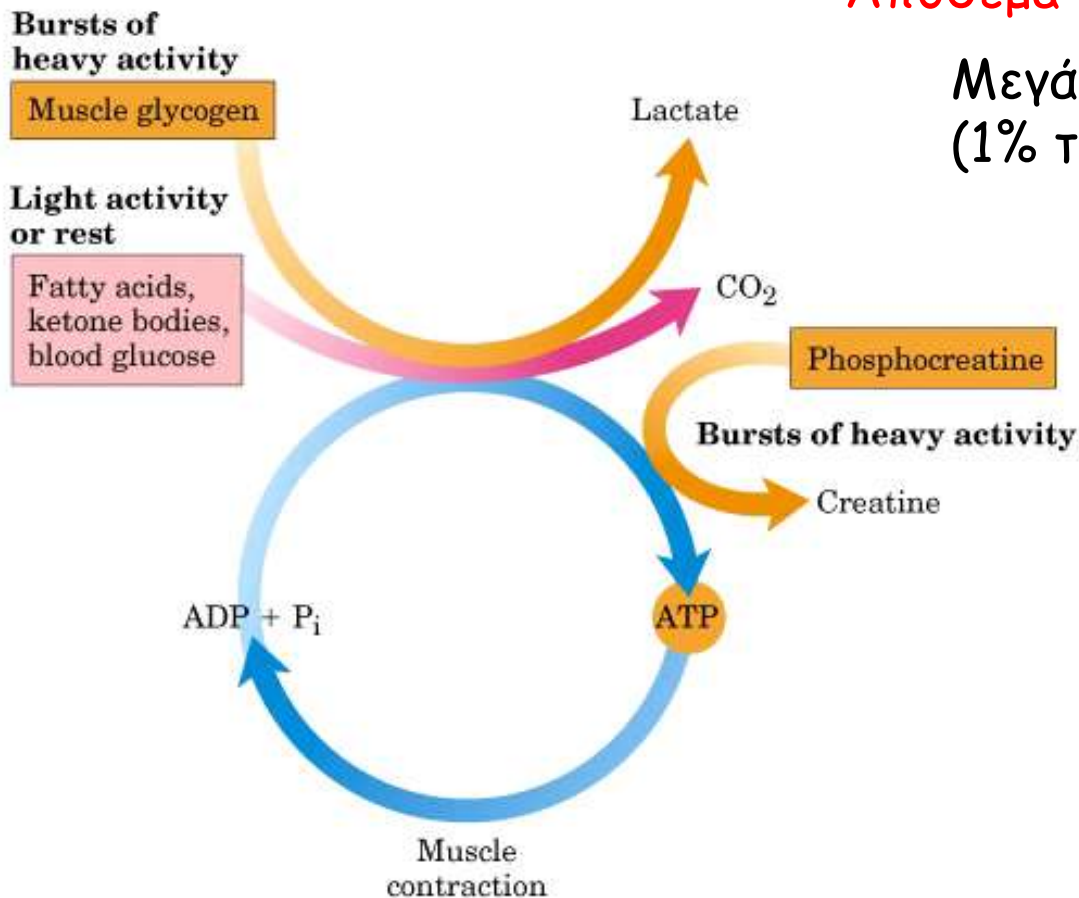 Bursts of
heavy activity
Muscle glycogen
Light activity
or rest
Fatty acids,
ketone bodies,
blood glucose
Lactate
CO₂
Phosphocreatine
Bursts of heavy activity
Creatine
ADP + Pᵢ
ATP
Muscle
contraction
Απόθεμα
Μεγά
(1% τ